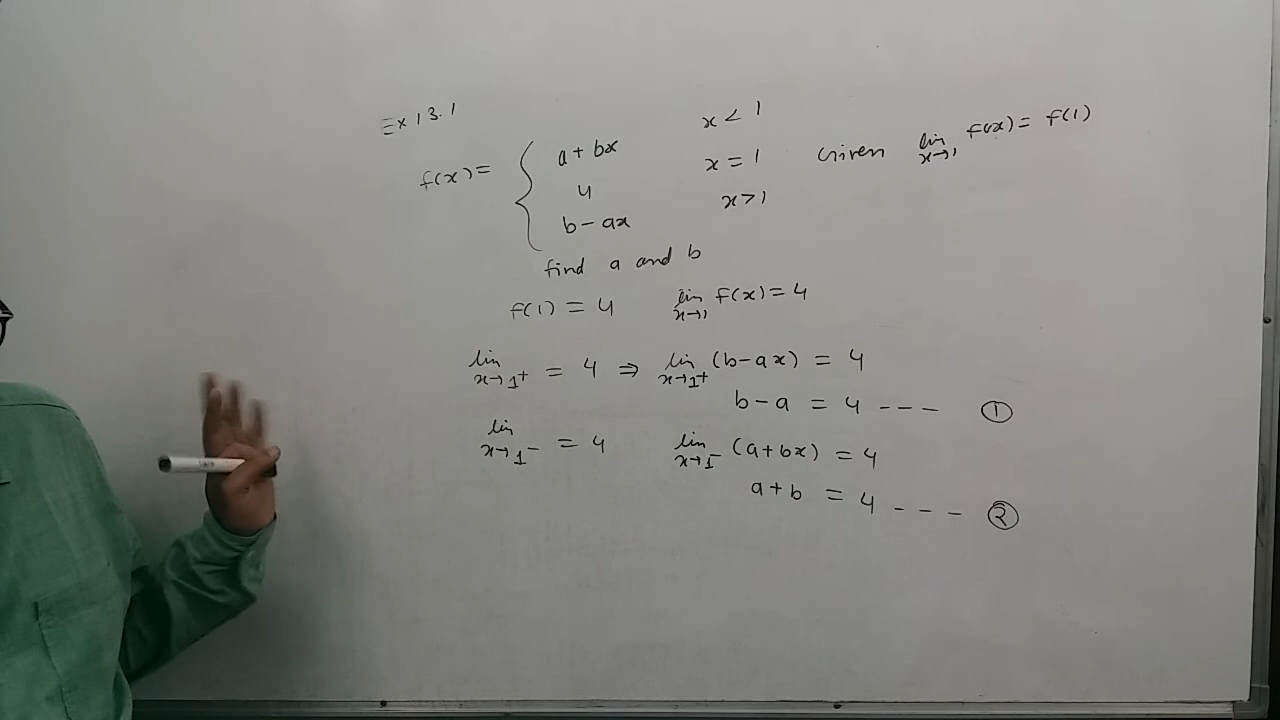 Ex 13.1
f(x) = { a + bx x < 1
4 x = 1 Given lim x→1 f(x) = f(1)
b - ax x > 1
find a and b
f(1) = 4 lim x→1 f(x) = 4
lim x→1+ = 4 ⇒ lim x→1+ (b-ax) = 4
b-a = 4 --- ①
lim x→1- = 4 lim x→1- (a+bx) = 4
a+b = 4 --- ②